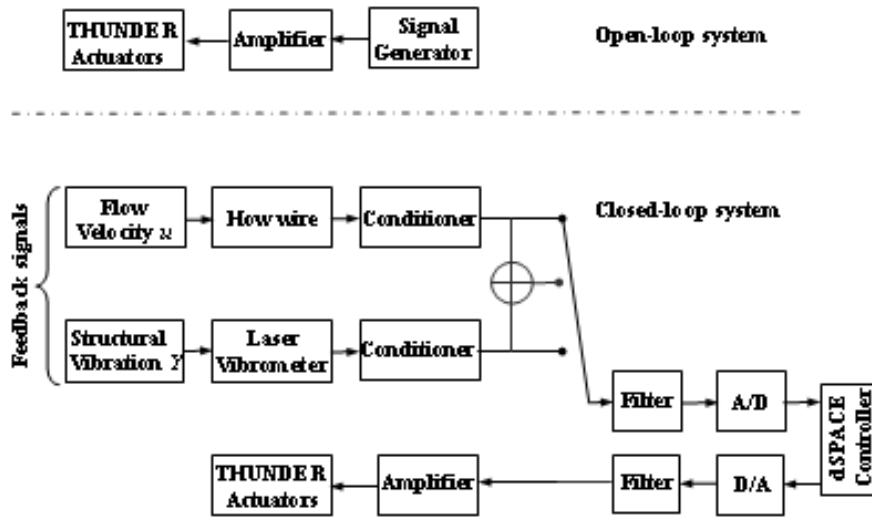 THUNDER
Actuators
Amplifier
Signal
Generator
Open-loop system
Feedback signals
Flow
Velocity u
How wire
Conditioner
Closed-loop system
Structural
Vibration Y
Laser
Vibrometer
Conditioner
Filter
A/D
dSPACE
Controller
THUNDER
Actuators
Amplifier
Filter
D/A